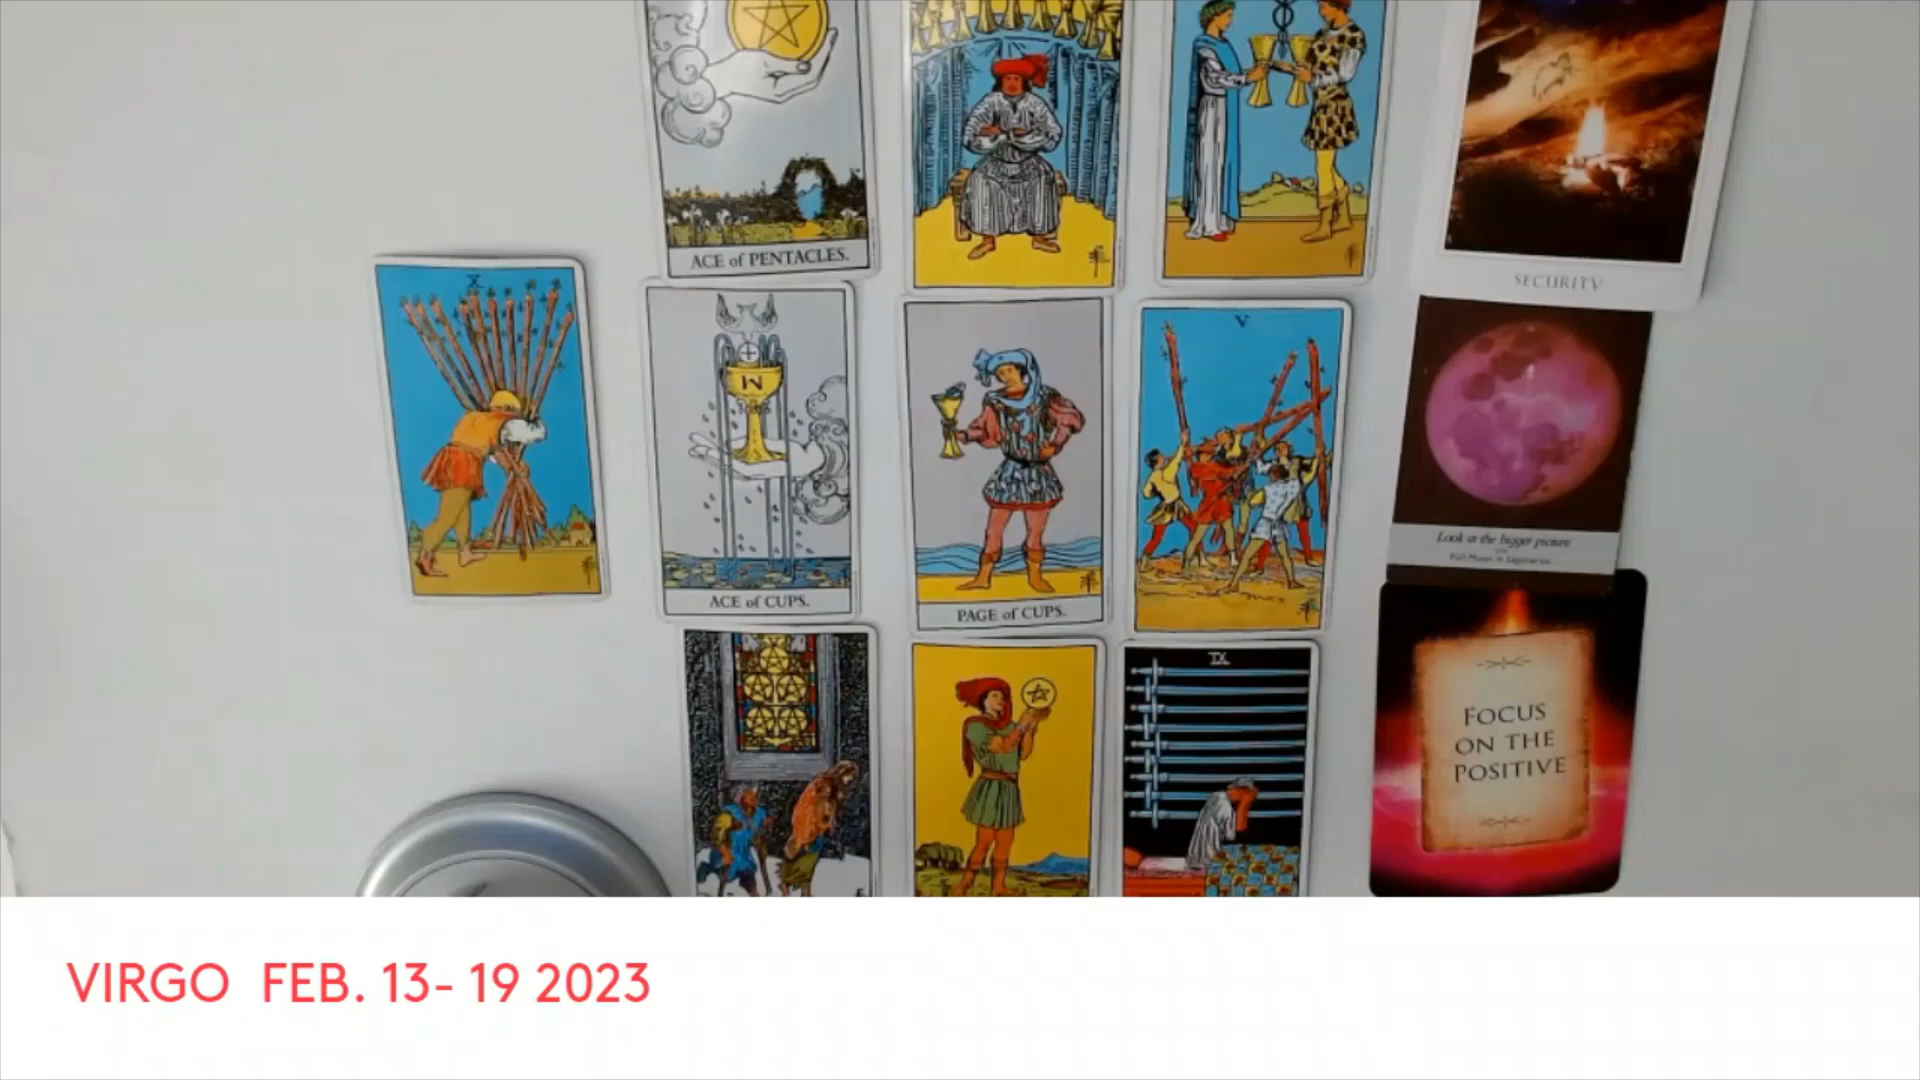 ACE of PENTACLES.
SECURITY
X
ACE of CUPS.
PAGE of CUPS.
V
Look at the bigger picture
Full Moon in Sagittarius
IX
FOCUS
ON THE
POSITIVE
VIRGO FEB. 13- 19 2023